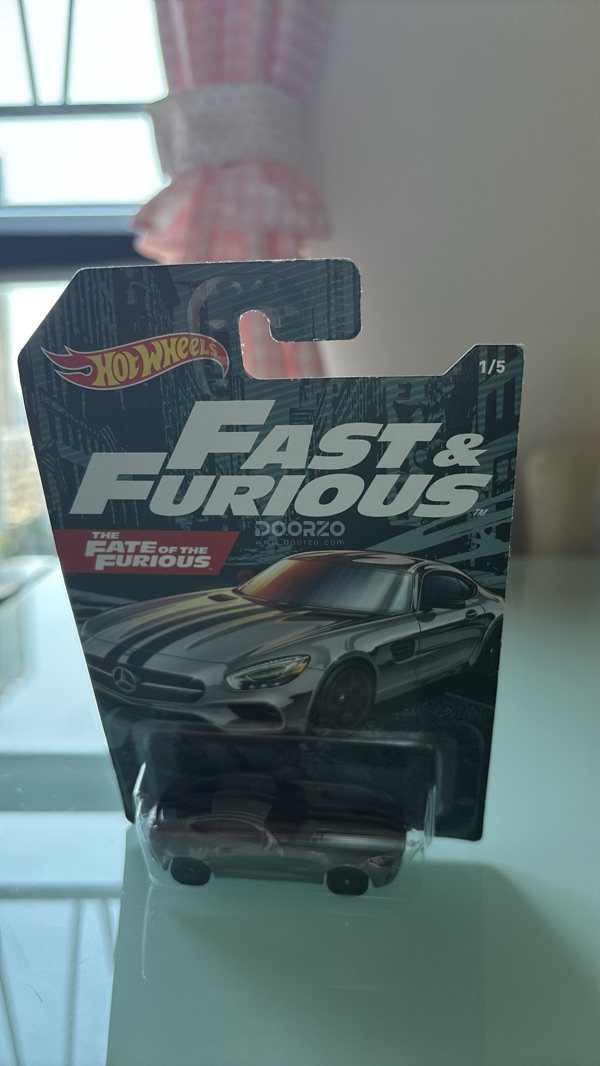 HOT WHEELS
1/5
FAST &
FURIOUS TM
DOORZO
www.doorzo.com
THE
FATE OF THE
FURIOUS